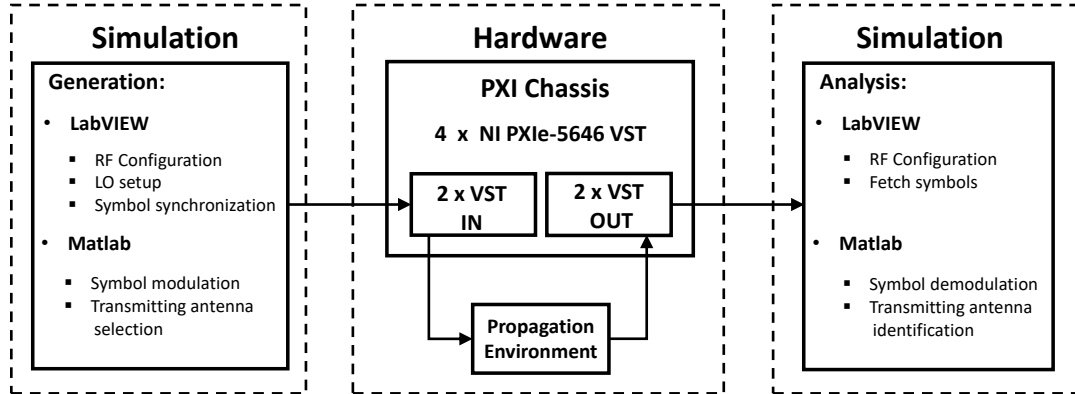 Simulation
Generation:
• LabVIEW
▪ RF Configuration
▪ LO setup
▪ Symbol synchronization
• Matlab
▪ Symbol modulation
▪ Transmitting antenna
selection
Hardware
PXI Chassis
4 x NI PXIe-5646 VST
2 x VST
IN
2 x VST
OUT
Propagation
Environment
Simulation
Analysis:
• LabVIEW
▪ RF Configuration
▪ Fetch symbols
• Matlab
▪ Symbol demodulation
▪ Transmitting antenna
identification